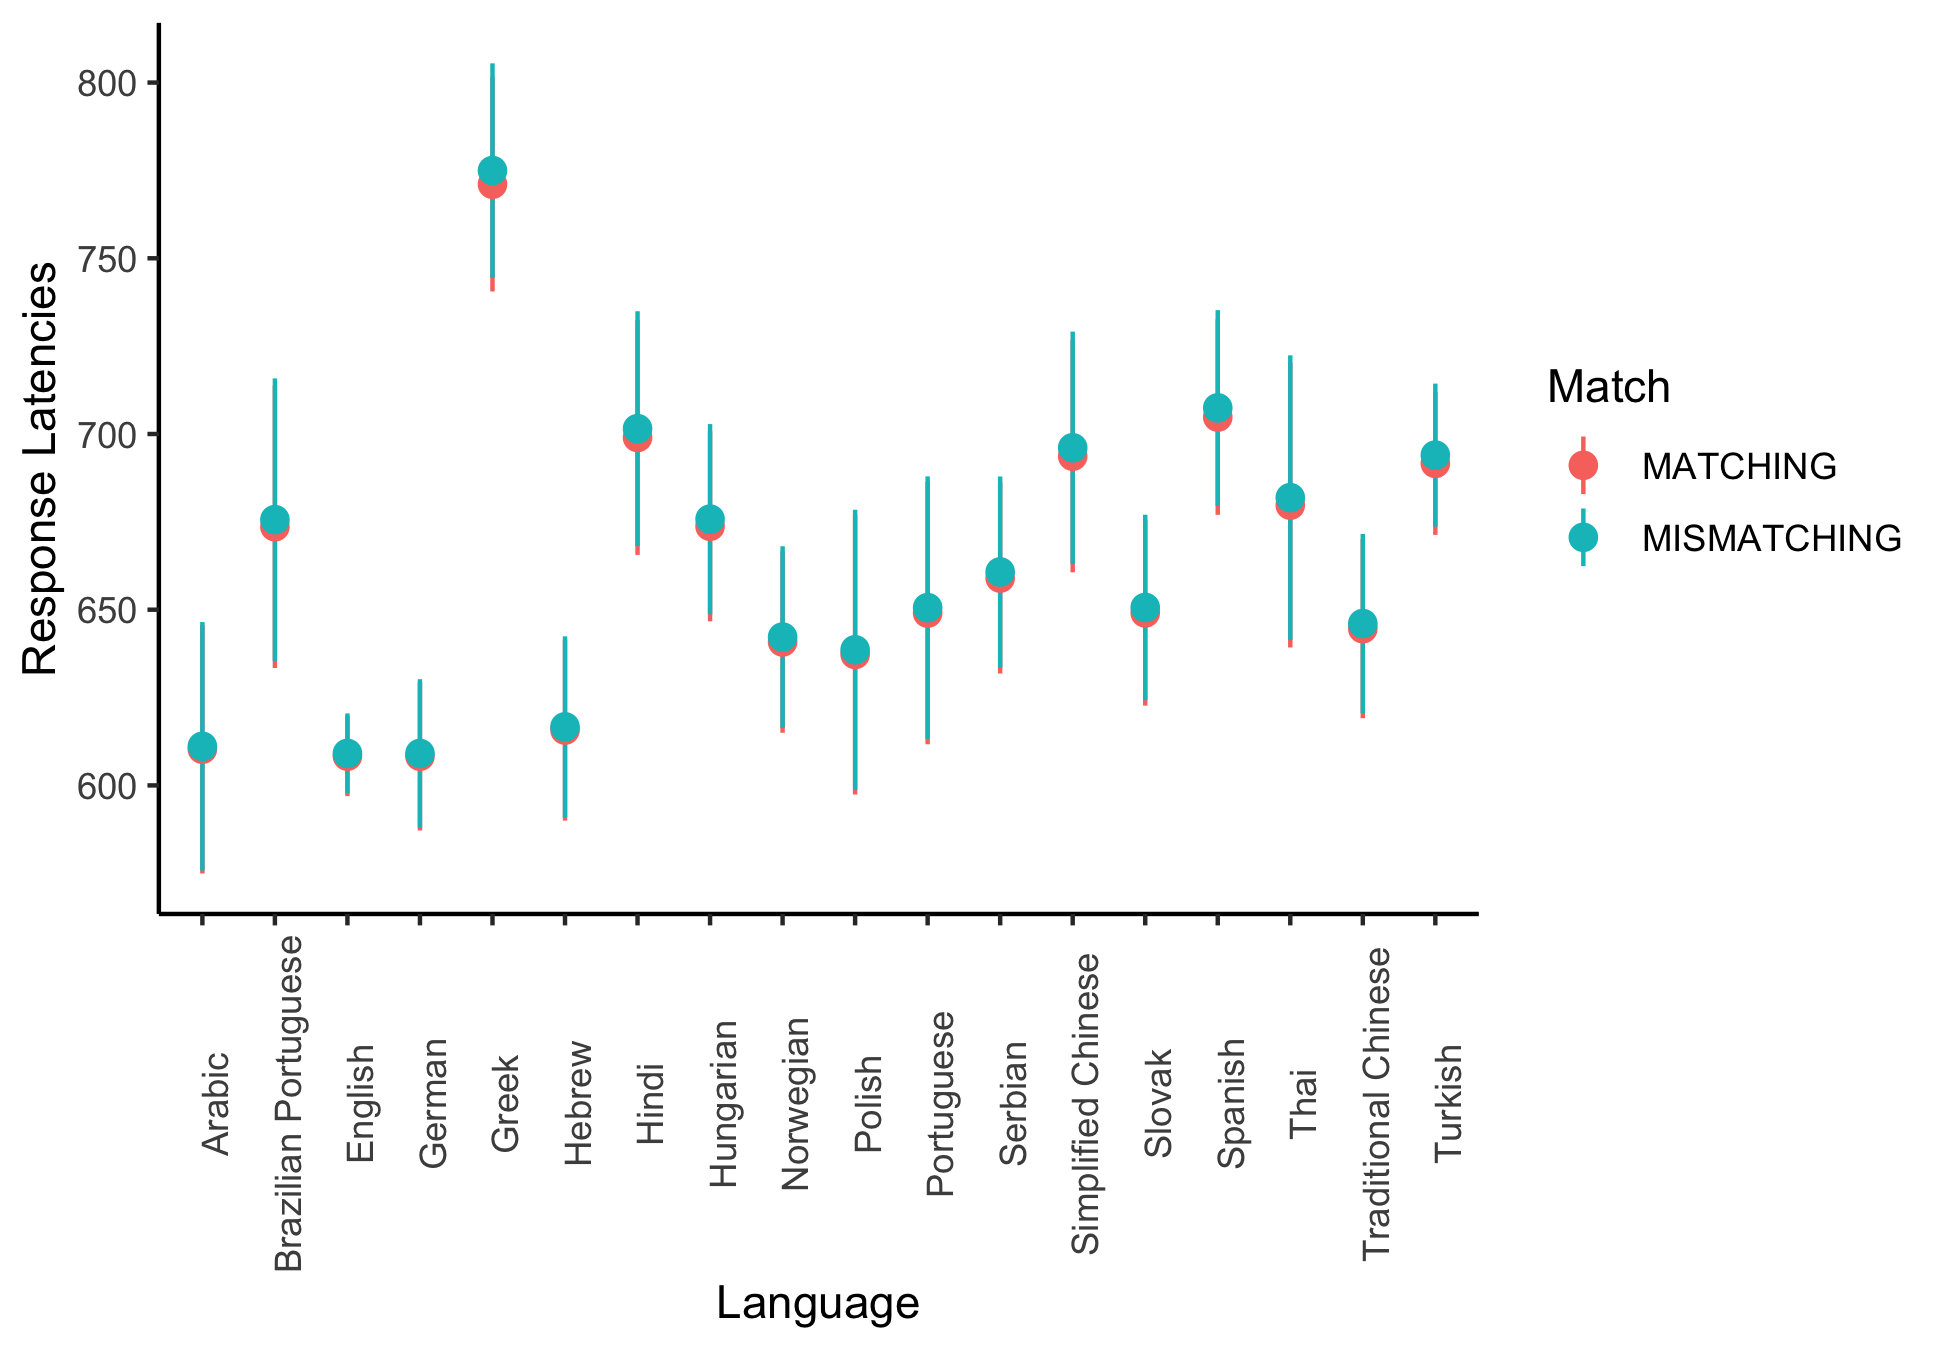 Response Latencies
800
750
700
650
600
Arabic
Brazilian Portuguese
English
German
Greek
Hebrew
Hindi
Hungarian
Norwegian
Polish
Portuguese
Serbian
Simplified Chinese
Slovak
Spanish
Thai
Traditional Chinese
Turkish
Language
Match
MATCHING
MISMATCHING